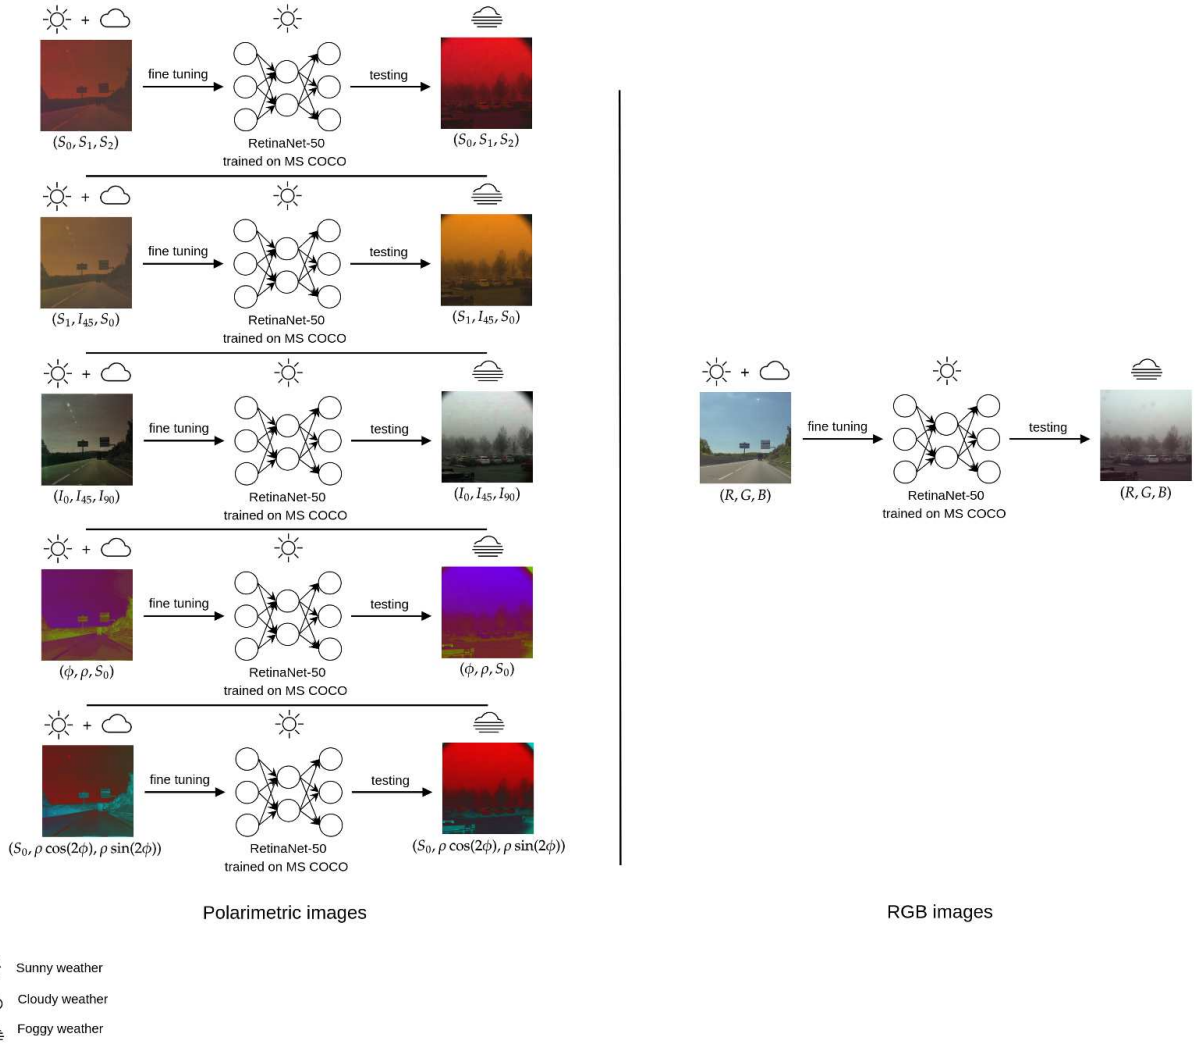 +
fine tuning
testing
(S₀, S₁, S₂)
RetinaNet-50
trained on MS COCO
(S₀, S₁, S₂)
+
fine tuning
testing
(S₁, I₄₅, S₀)
RetinaNet-50
trained on MS COCO
(S₁, I₄₅, S₀)
+
fine tuning
testing
(I₀, I₄₅, I₉₀)
RetinaNet-50
trained on MS COCO
(I₀, I₄₅, I₉₀)
+
fine tuning
testing
(ϕ, ρ, S₀)
RetinaNet-50
trained on MS COCO
(ϕ, ρ, S₀)
+
fine tuning
testing
(S₀, ρ cos(2ϕ), ρ sin(2ϕ))
RetinaNet-50
trained on MS COCO
(S₀, ρ cos(2ϕ), ρ sin(2ϕ))
Polarimetric images
+
fine tuning
testing
(R, G, B)
RetinaNet-50
trained on MS COCO
(R, G, B)
RGB images
Sunny weather
Cloudy weather
Foggy weather